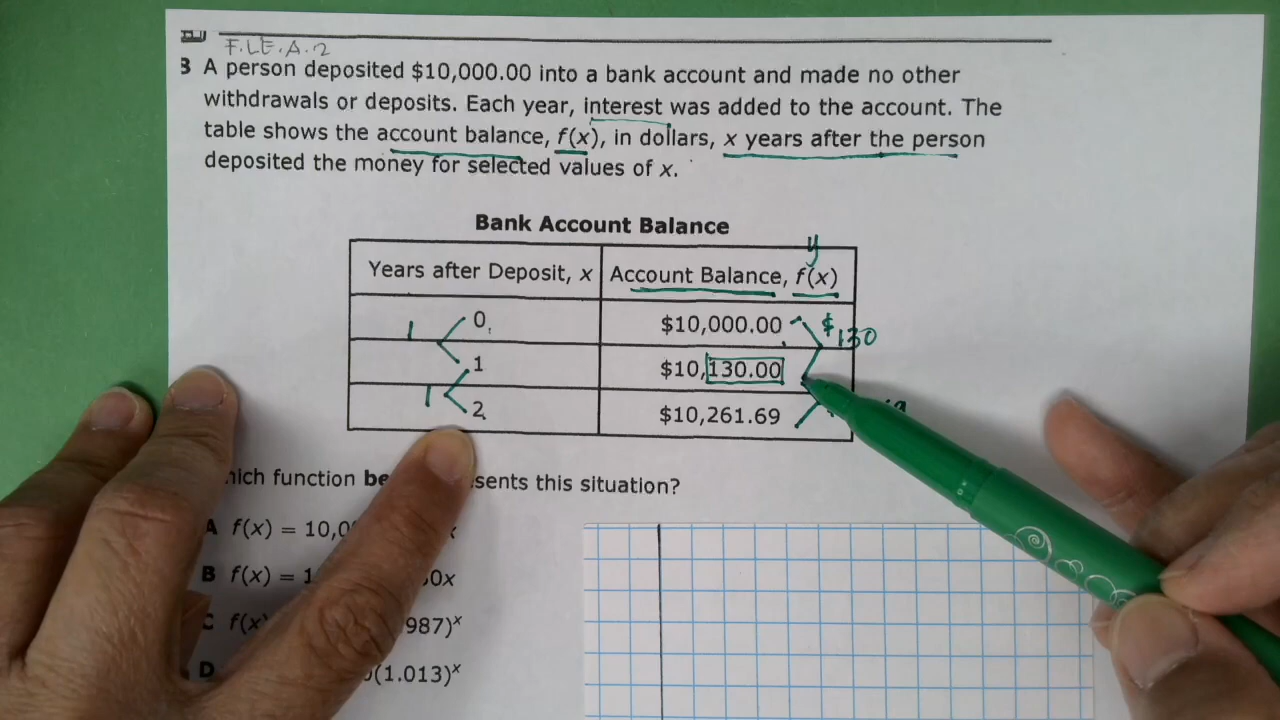 F.LE.A.2
3 A person deposited $10,000.00 into a bank account and made no other
withdrawals or deposits. Each year, interest was added to the account. The
table shows the account balance, f(x), in dollars, x years after the person
deposited the money for selected values of x.
Bank Account Balance
y
Years after Deposit, x Account Balance, f(x)
0 $10,000.00
1 $130
1 $10,130.00
1
2 $10,261.69
function sents this situation?
A f(x) = 10,0
B f(x) = 1 0x
C f(x) 987)ˣ
D (1.013)ˣ